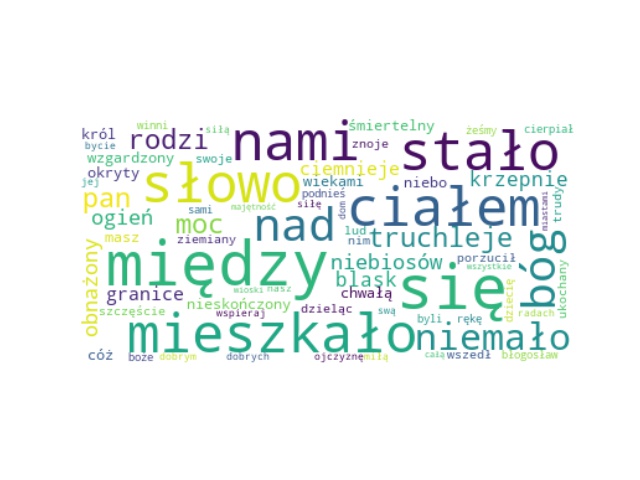 winni siłą nami śmiertelny żeśmy cierpiał
król rodzi znoje stało
bycie
wzgardzony swoje słowo ciemnieje
okryty wiekami niebo krzepnie
jej podnieś
pan sami siłę dom ciałem miastami trudy
majętność
ogień moc nad lud truchleje
masz ziemiany nim
obnażony między niebiosów porzucił bóg
blask wszystkie ukochany
granice wiośki nasz chwałą się dziecię
nieskończony
szczęście wspieraj dzieląc swą radach
mieszkało byli rękę niemało
cóż boże dobrym dobrych ojczyznę miłą całą wszedł błogosław